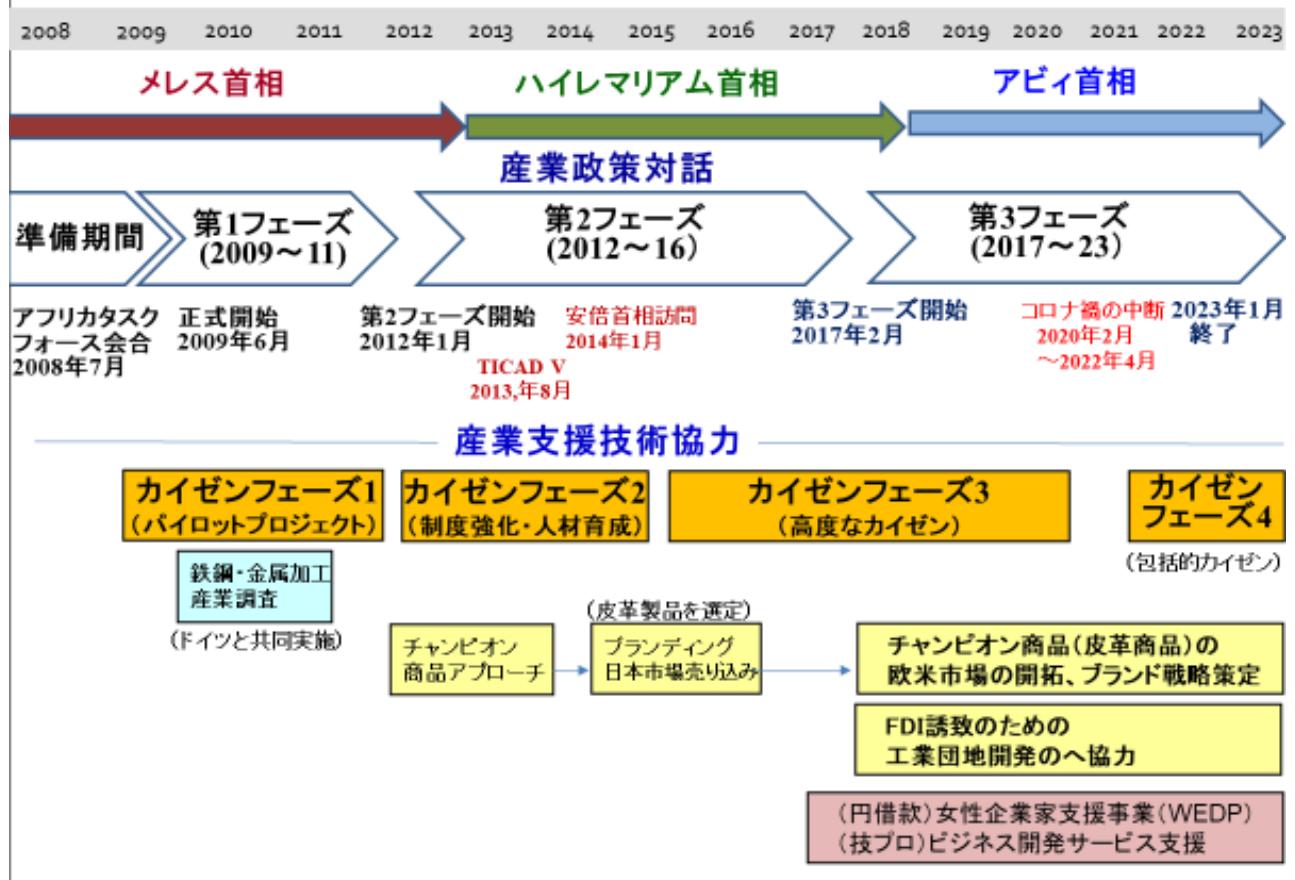 2008 2009 2010 2011 2012 2013 2014 2015 2016 2017 2018 2019 2020 2021 2022 2023
メレス首相
ハイレマリアム首相
アビィ首相
産業政策対話
準備期間
第1フェーズ
(2009～11)
第2フェーズ
(2012～16)
第3フェーズ
(2017～23)
アフリカタスク
フォース会合
2008年7月
正式開始
2009年6月
第2フェーズ開始
2012年1月
TICAD V
2013,年8月
安倍首相訪問
2014年1月
第3フェーズ開始
2017年2月
コロナ禍の中断
2020年2月
～2022年4月
2023年1月
終了
産業支援技術協力
カイゼンフェーズ1
（パイロットプロジェクト）
カイゼンフェーズ2
（制度強化・人材育成）
カイゼンフェーズ3
（高度なカイゼン）
カイゼン
フェーズ4
（包括的カイゼン）
鉄鋼・金属加工
産業調査
（ドイツと共同実施）
チャンピオン
商品アプローチ
（皮革製品を選定）
ブランディング
日本市場売り込み
チャンピオン商品（皮革商品）の
欧米市場の開拓、ブランド戦略策定
FDI誘致のための
工業団地開発のへ協力
（円借款）女性企業家支援事業（WEDP）
（技プロ）ビジネス開発サービス支援